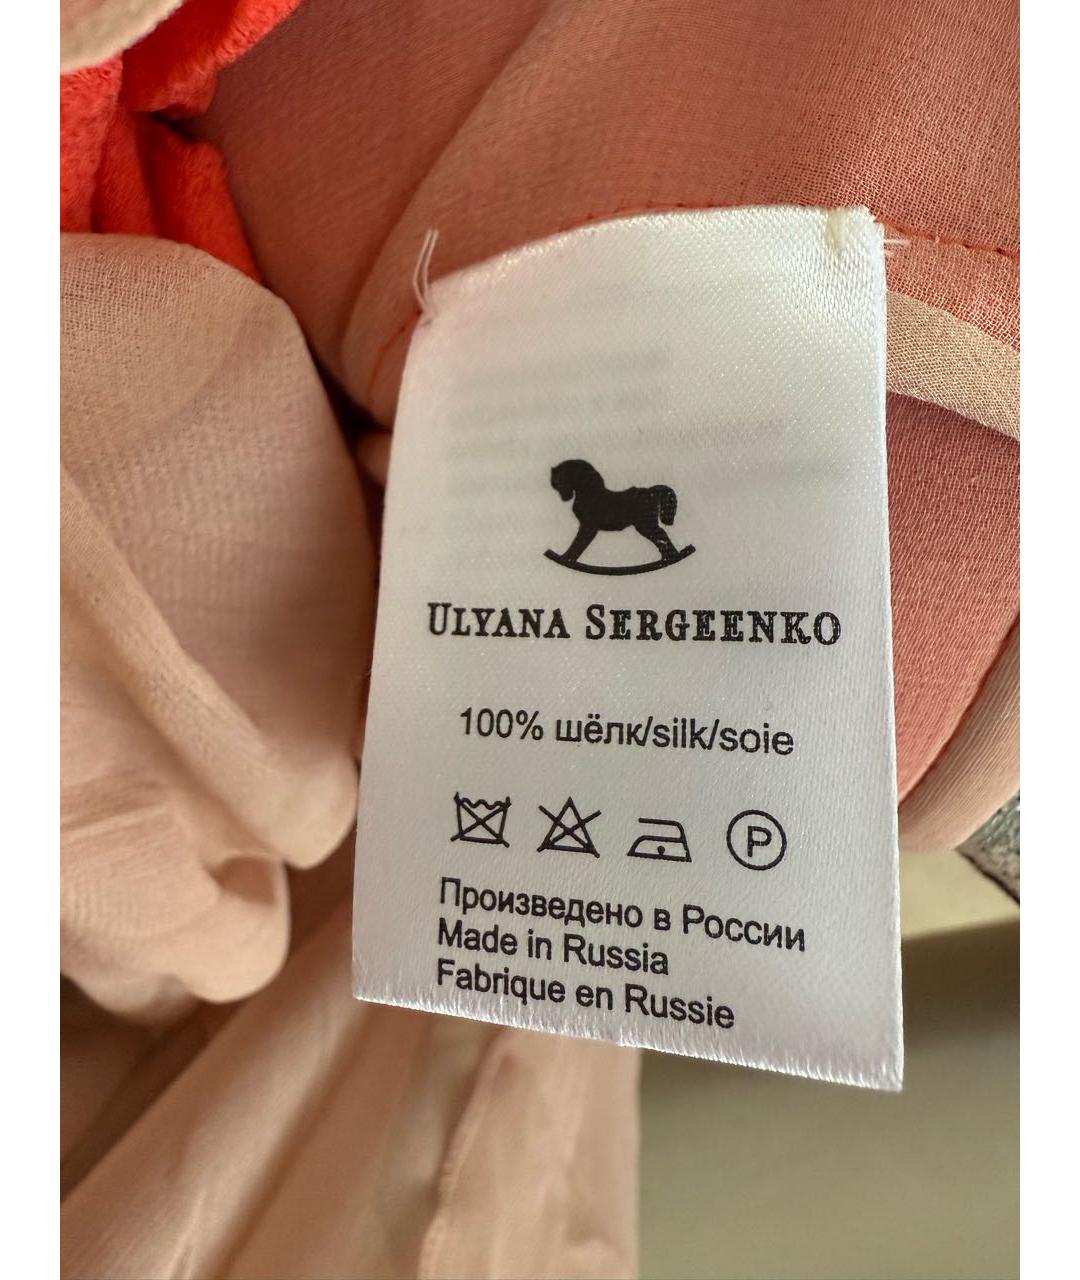 ULYANA SERGEENKO
100% шёлк/silk/soie
P
Произведено в России
Made in Russia
Fabrique en Russie